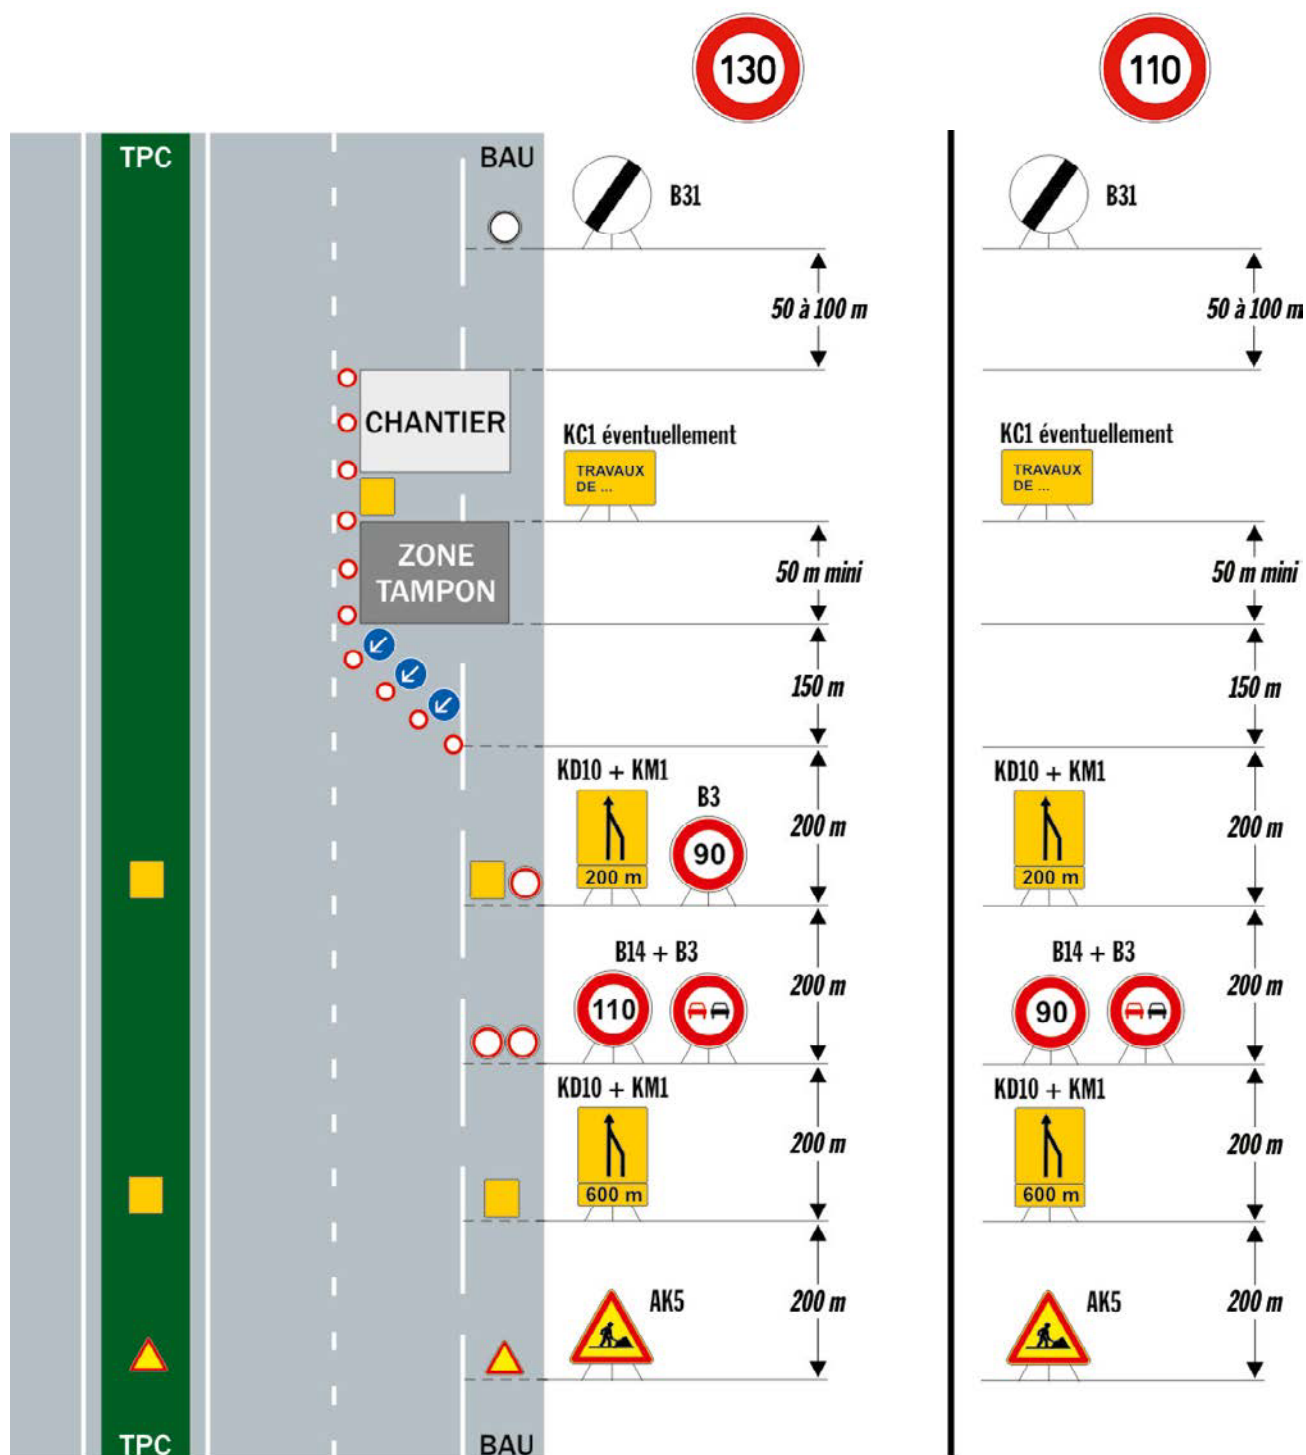 130
110
TPC
BAU
B31
B31
50 à 100 m
50 à 100 m
CHANTIER
KC1 éventuellement
KC1 éventuellement
TRAVAUX
DE ...
TRAVAUX
DE ...
ZONE
TAMPON
50 m mini
50 m mini
150 m
150 m
KD10 + KM1
KD10 + KM1
B3
90
200 m
200 m
200 m
200 m
B14 + B3
B14 + B3
110
90
200 m
200 m
KD10 + KM1
KD10 + KM1
600 m
600 m
200 m
200 m
AK5
AK5
200 m
200 m
TPC
BAU